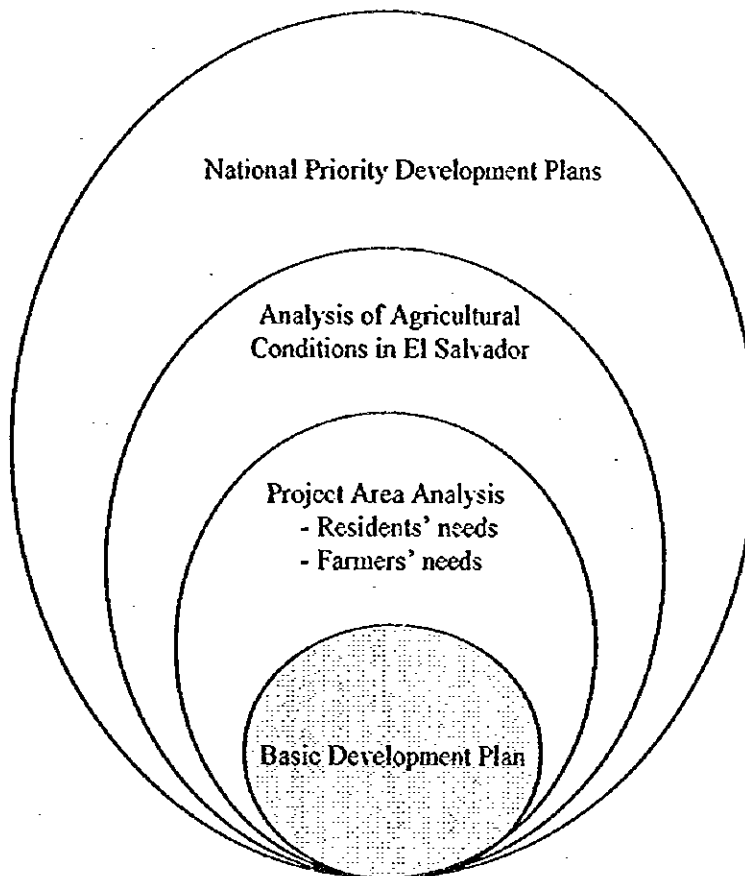 National Priority Development Plans
Analysis of Agricultural
Conditions in El Salvador
Project Area Analysis
- Residents' needs
- Farmers' needs
Basic Development Plan